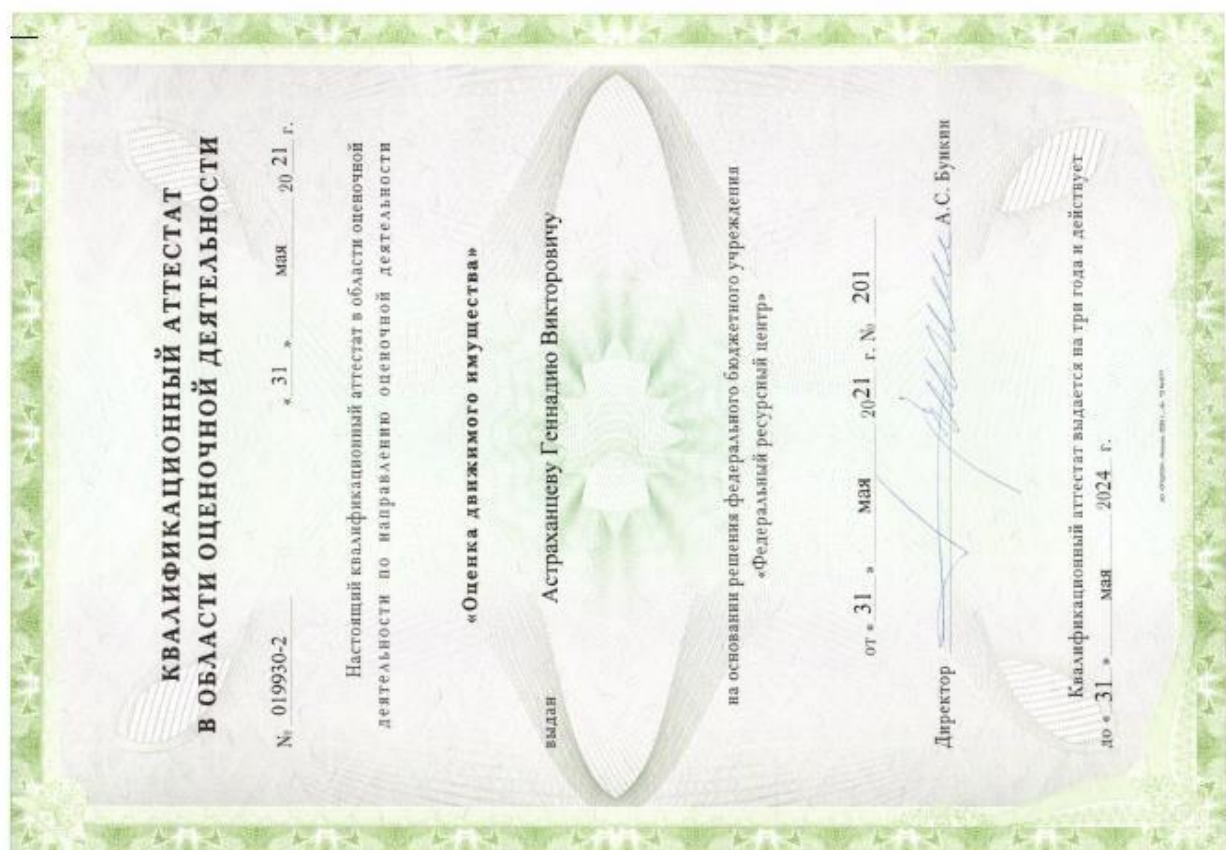 КВАЛИФИКАЦИОННЫЙ АТТЕСТАТ
В ОБЛАСТИ ОЦЕНОЧНОЙ ДЕЯТЕЛЬНОСТИ
№ 019930-2 « 31 » мая 20 21 г.
Настоящий квалификационный аттестат в области оценочной
деятельности по направлению оценочной деятельности
«Оценка движимого имущества»
выдан Астраханцеву Геннадию Викторовичу
на основании решения федерального бюджетного учреждения
«Федеральный ресурсный центр»
от « 31 » мая 20 21 г. № 201
Директор А.С. Бункин
Квалификационный аттестат выдается на три года и действует
до « 31 » мая 2024 г.